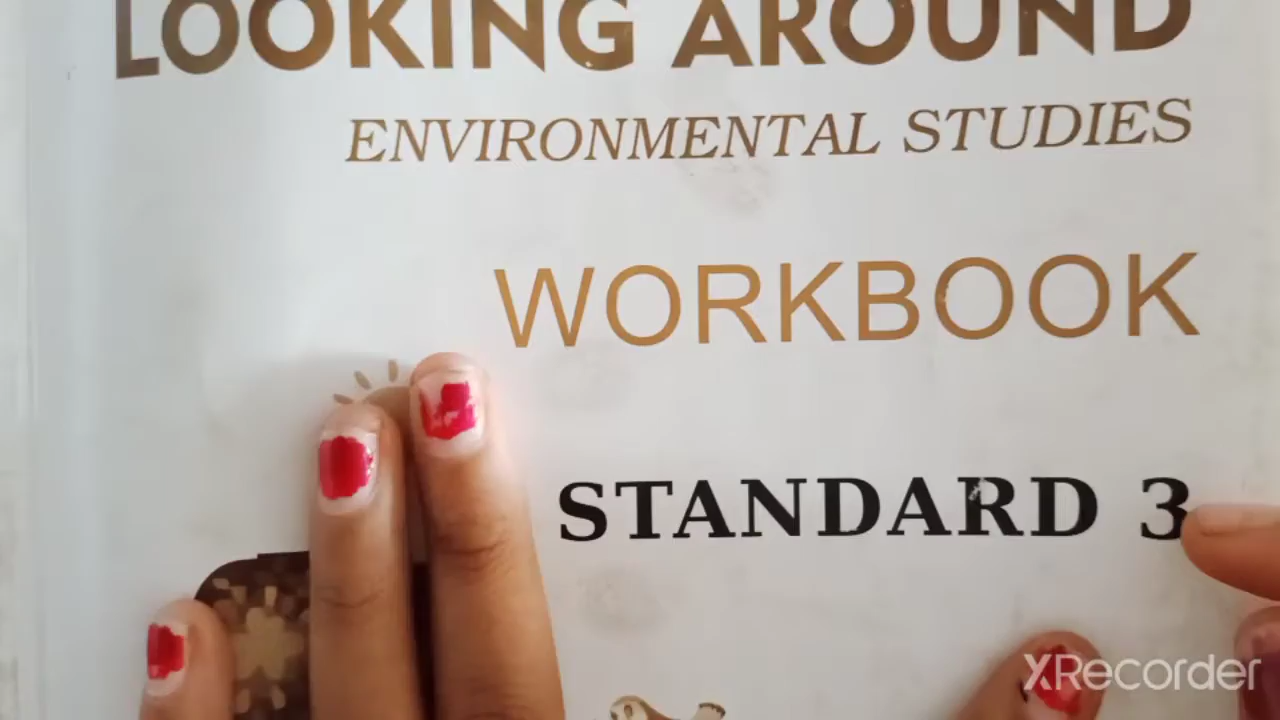 LOOKING AROUND
ENVIRONMENTAL STUDIES
WORKBOOK
STANDARD 3
XRecorder